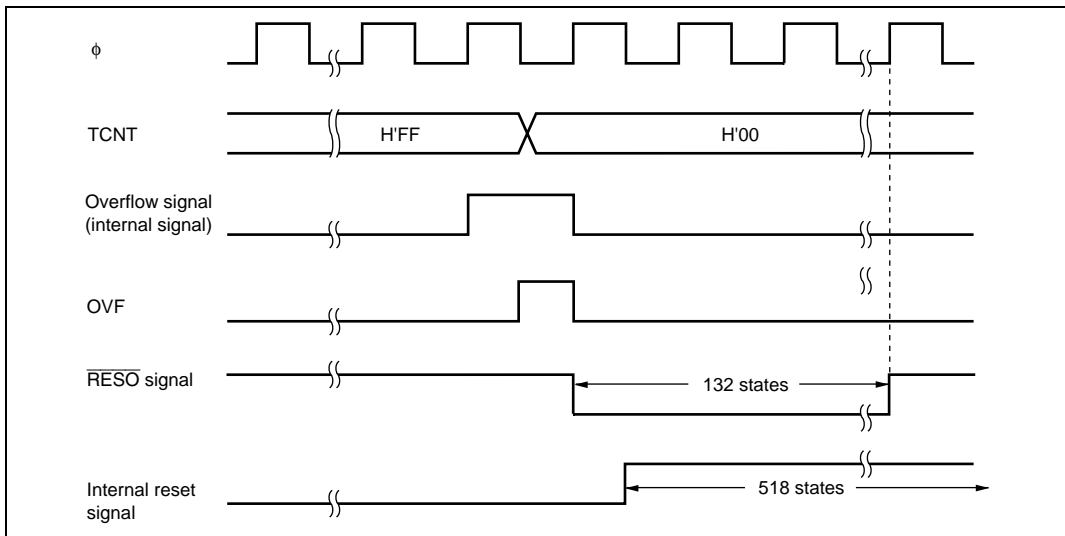 ϕ
TCNT
H'FF
H'00
Overflow signal
(internal signal)
OVF
RESO signal
132 states
Internal reset
signal
518 states